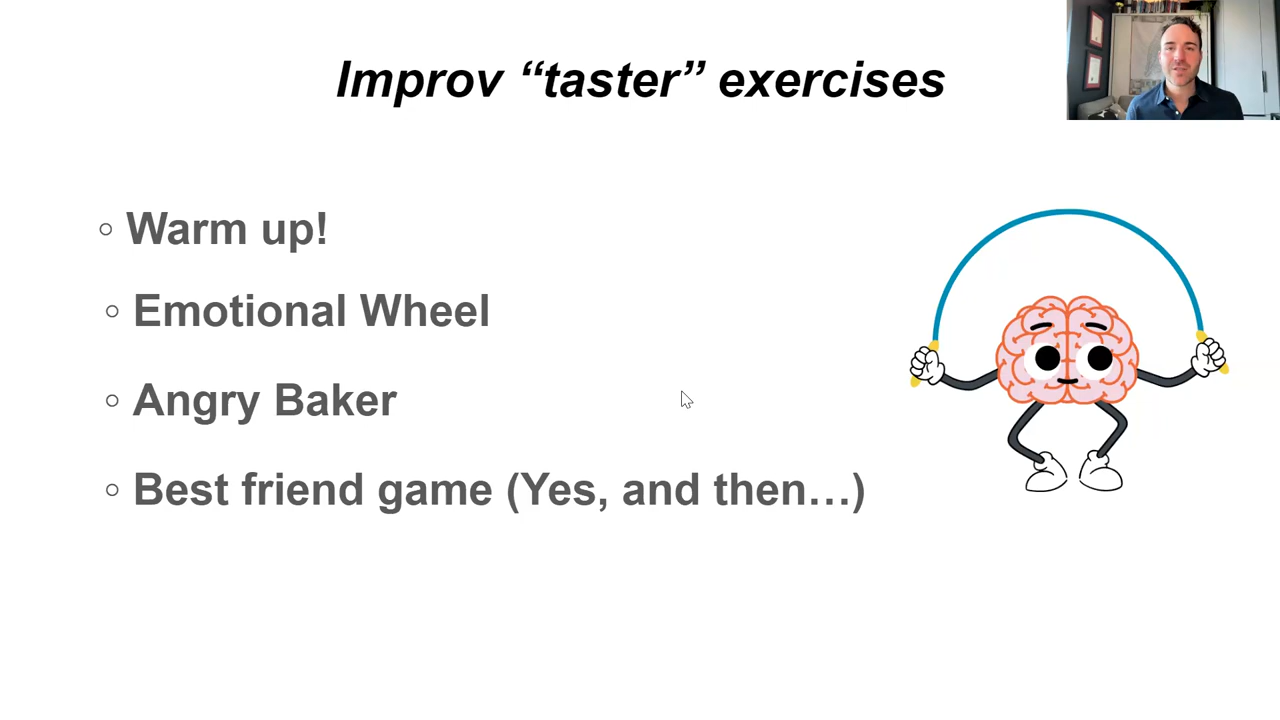 Improv “taster” exercises
◦ Warm up!
◦ Emotional Wheel
◦ Angry Baker
◦ Best friend game (Yes, and then…)